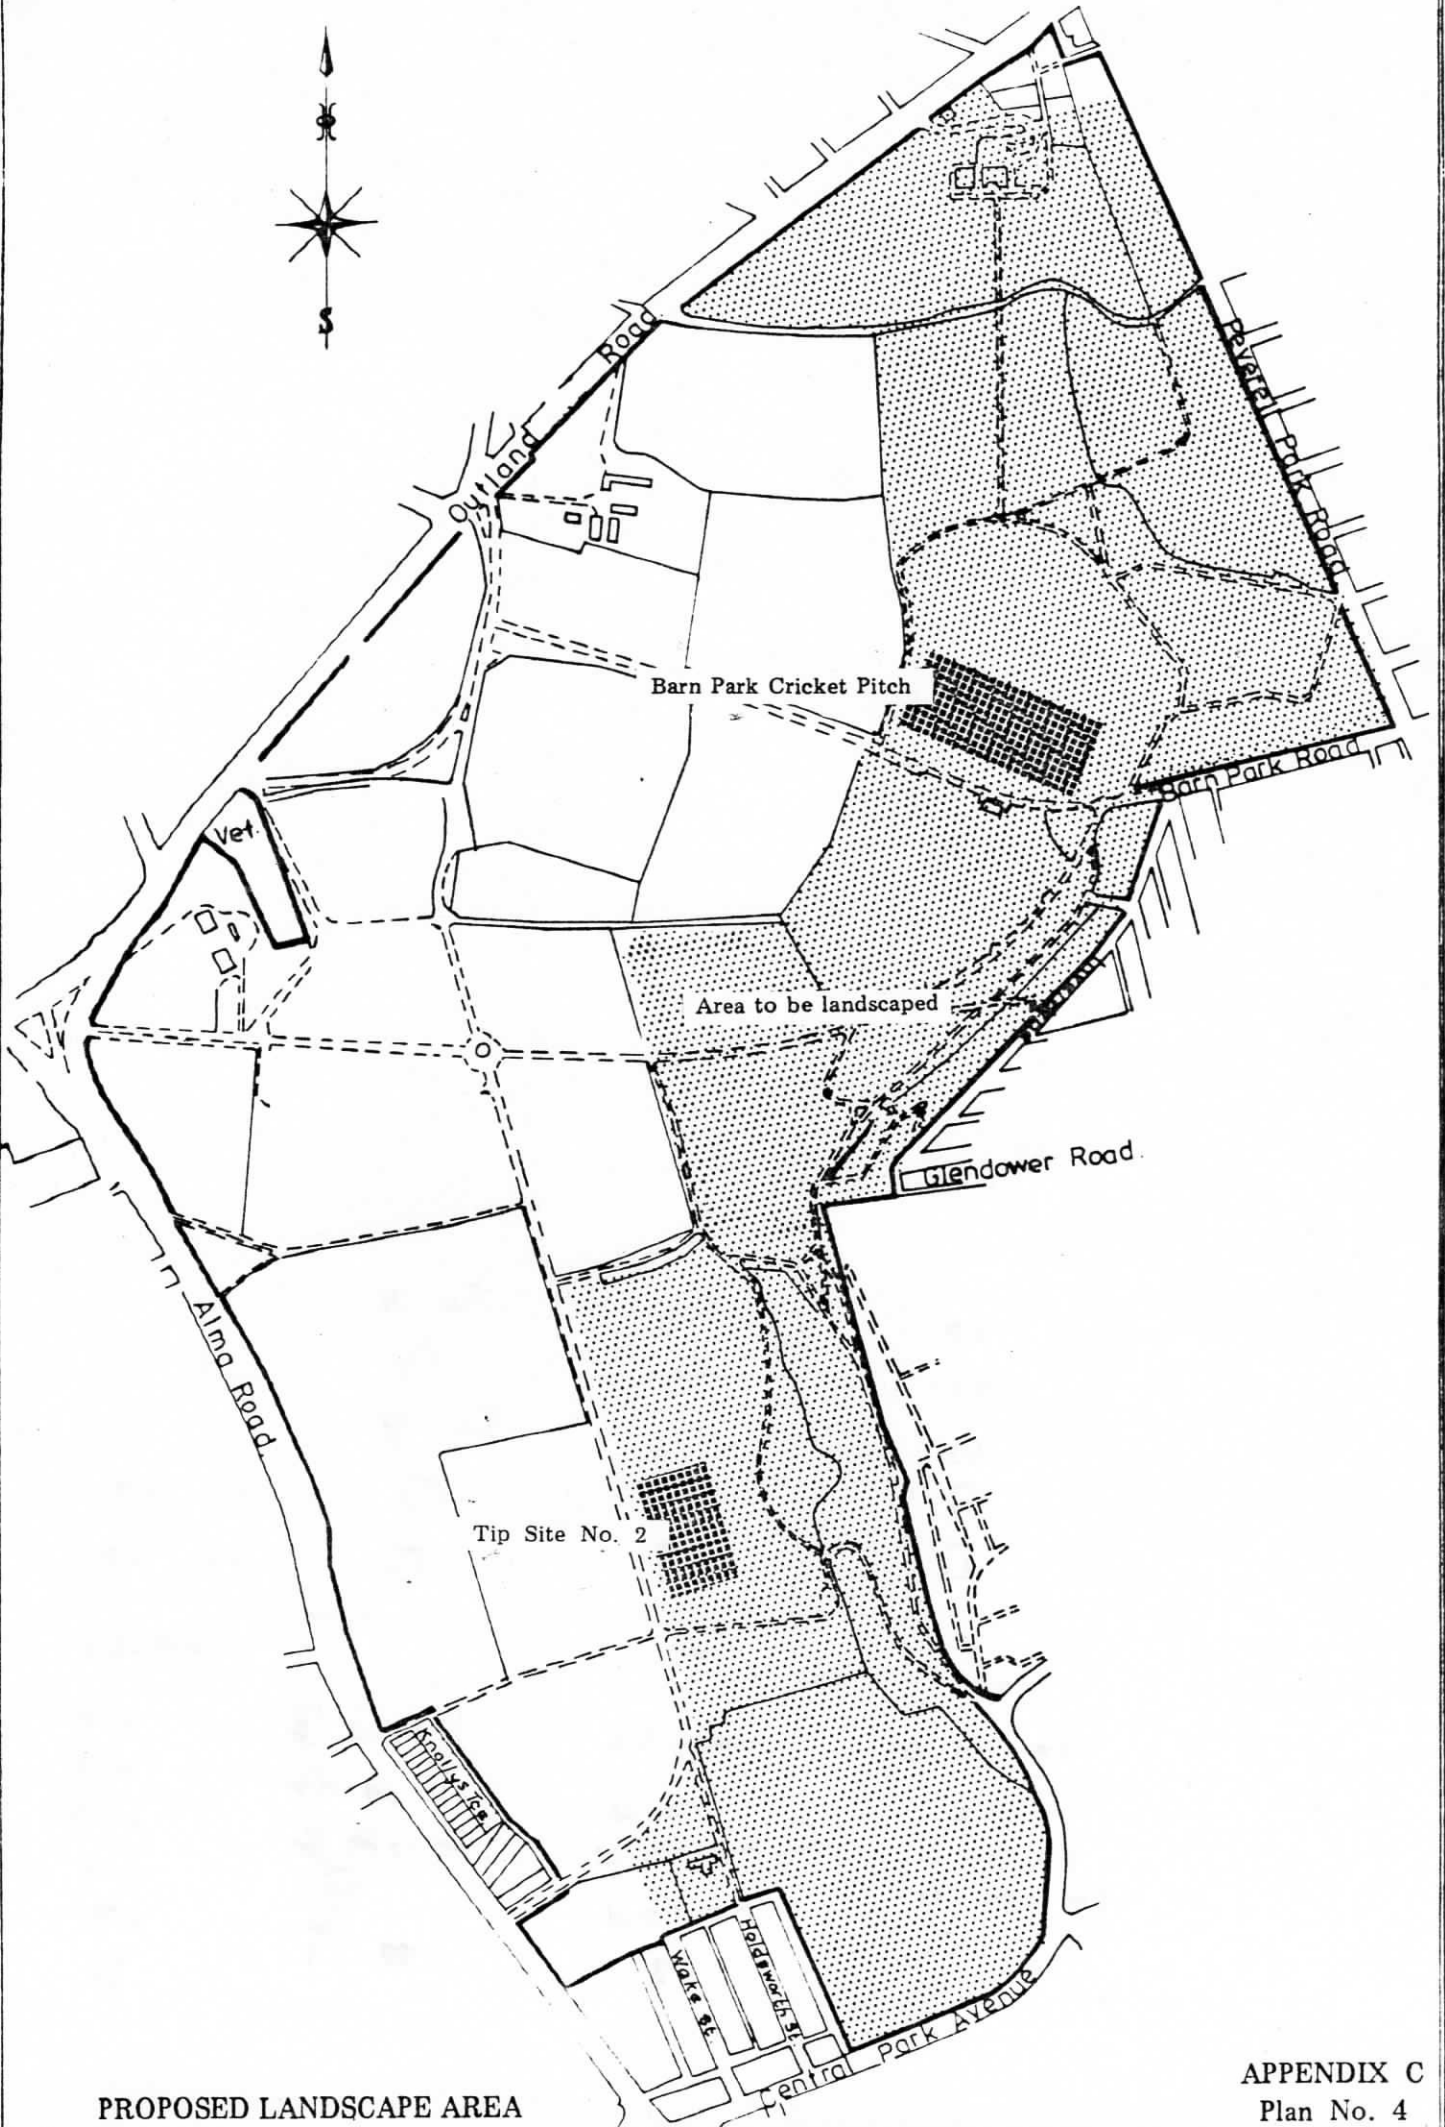 N
S
Outland Road
Peverell Park Road
Barn Park Cricket Pitch
Barn Park Road
Vet.
Area to be landscaped
Glendower Road.
Alma Road.
Tip Site No. 2
Knollys Tce
Wake St.
Holdsworth St.
Central Park Avenue
PROPOSED LANDSCAPE AREA
APPENDIX C
Plan No. 4